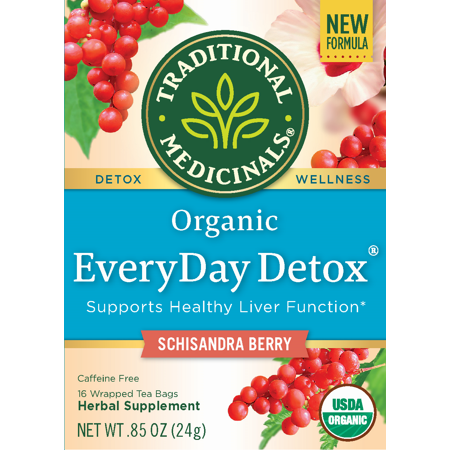 NEW
FORMULA
TRADITIONAL
MEDICINALS®
DETOX
WELLNESS
Organic
EveryDay Detox®
Supports Healthy Liver Function*
SCHISANDRA BERRY
Caffeine Free
16 Wrapped Tea Bags
Herbal Supplement
NET WT .85 OZ (24g)
USDA
ORGANIC